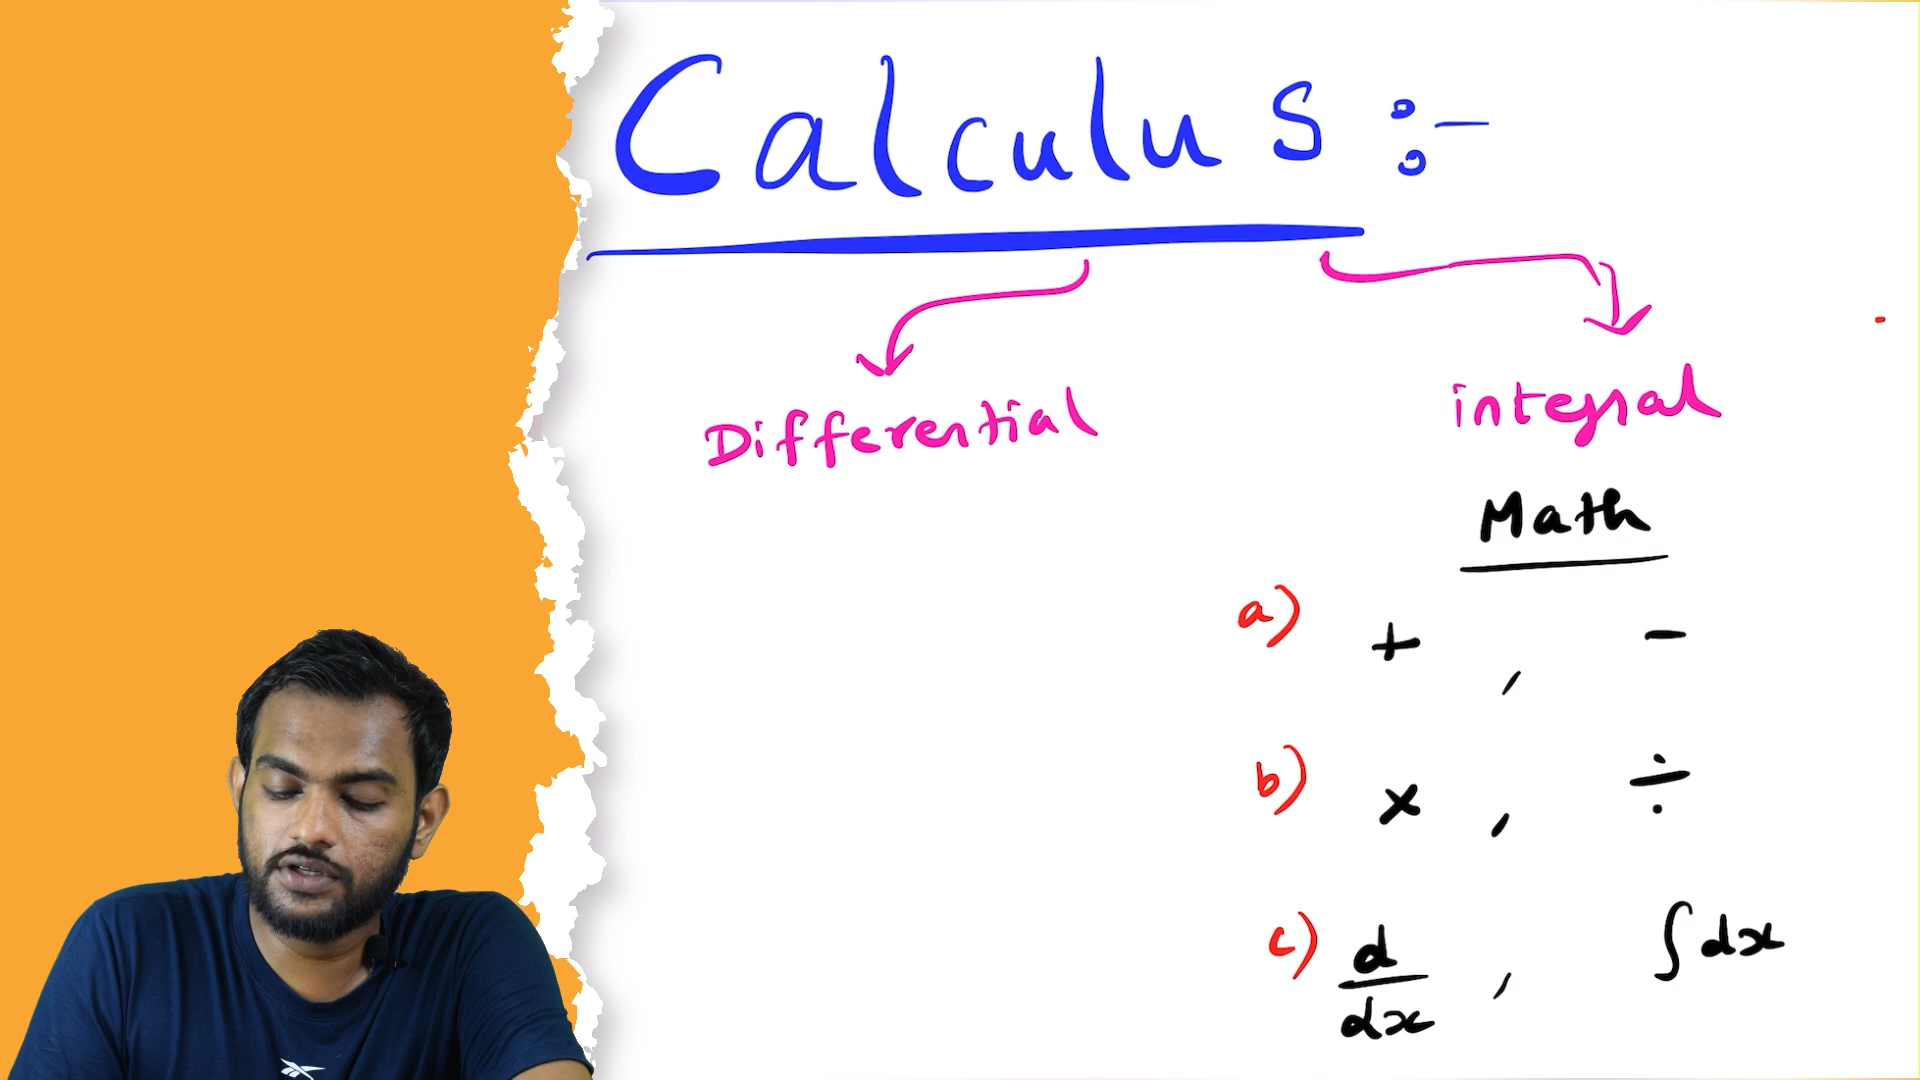 Calculus :-
Differential
integral
Math
a) + , -
b) × , ÷
c) d/dx , ∫dx